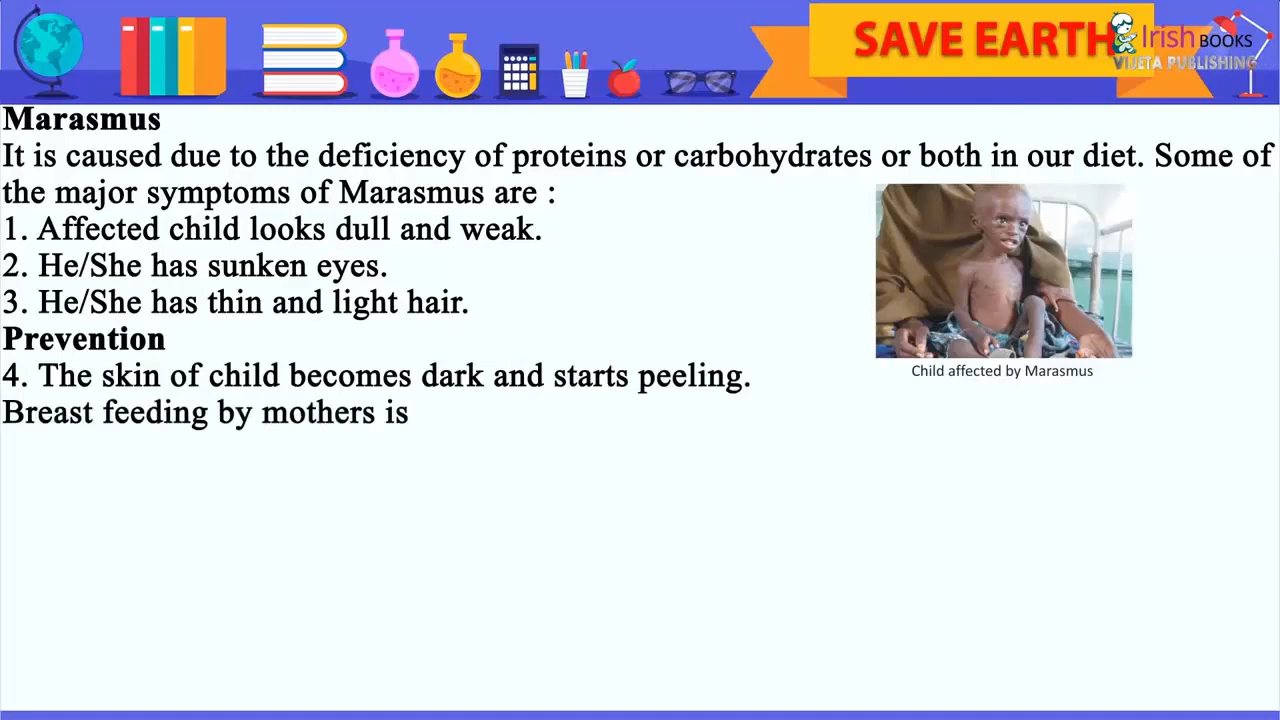 SAVE EARTH
Irish BOOKS
VIJETA PUBLISHING
Marasmus
It is caused due to the deficiency of proteins or carbohydrates or both in our diet. Some of
the major symptoms of Marasmus are :
1. Affected child looks dull and weak.
2. He/She has sunken eyes.
3. He/She has thin and light hair.
Prevention
4. The skin of child becomes dark and starts peeling.
Breast feeding by mothers is
Child affected by Marasmus